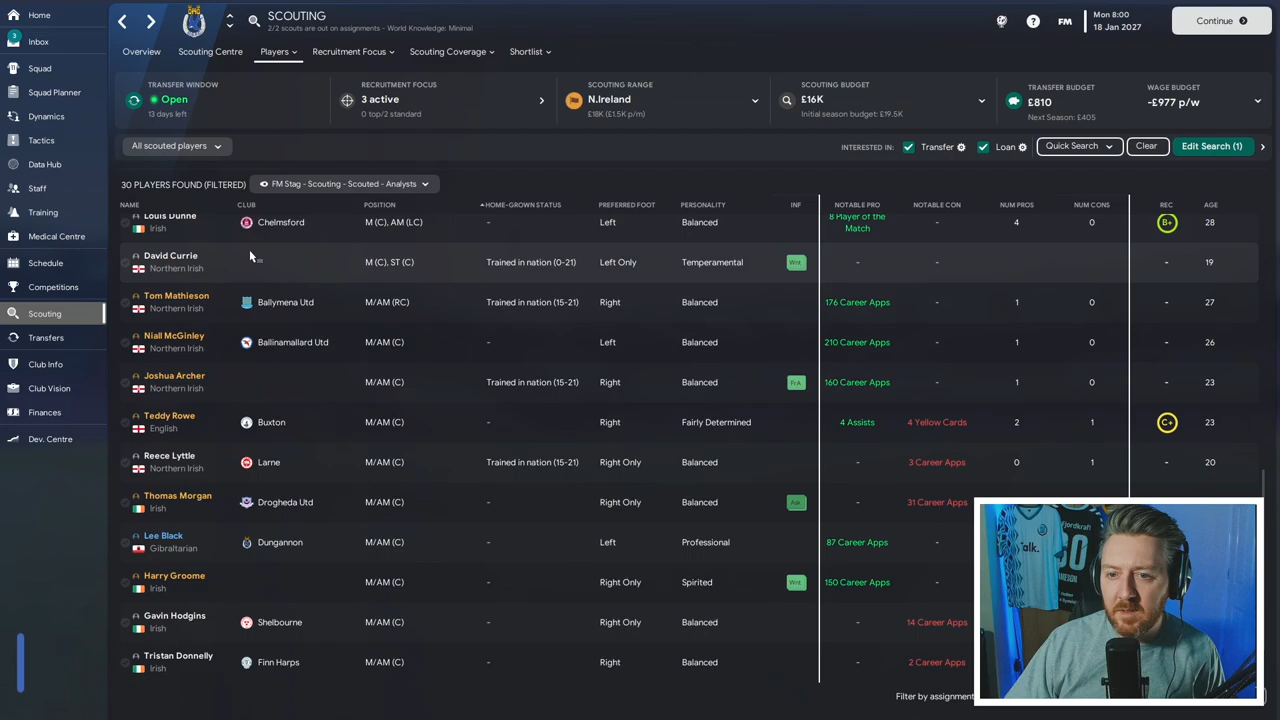 Home
SCOUTING
2/2 scouts are out on assignments - World Knowledge: Minimal
?
FM
Mon 8:00
18 Jan 2027
Continue
3
Inbox
Squad
Squad Planner
Dynamics
Tactics
Data Hub
Staff
Training
Medical Centre
Schedule
Competitions
Scouting
Transfers
Club Info
Club Vision
Finances
Dev. Centre
Overview
Scouting Centre
Players
Recruitment Focus
Scouting Coverage
Shortlist
TRANSFER WINDOW
Open
13 days left
RECRUITMENT FOCUS
3 active
0 top/2 standard
SCOUTING RANGE
N.Ireland
£18K (£1.5K p/m)
SCOUTING BUDGET
£16K
Initial season budget: £19.5K
TRANSFER BUDGET
£810
Next Season: £405
WAGE BUDGET
-£977 p/w
All scouted players
INTERESTED IN:
Transfer
Loan
Quick Search
Clear
Edit Search (1)
30 PLAYERS FOUND (FILTERED)
FM Stag - Scouting - Scouted - Analysts
NAME CLUB POSITION HOME-GROWN STATUS PREFERRED FOOT PERSONALITY INF NOTABLE PRO NOTABLE CON NUM PROS NUM CONS REC AGE
Louis Dunne
Irish
Chelmsford M (C), AM (LC) - Left Balanced
8 Player of the
Match
- 4 0 B+ 28
David Currie
Northern Irish
- M (C), ST (C) Trained in nation (0-21) Left Only Temperamental Wnt - - - 19
Tom Mathieson
Northern Irish
Ballymena Utd M/AM (RC) Trained in nation (15-21) Right Balanced 176 Career Apps - 1 0 - 27
Niall McGinley
Northern Irish
Ballinamallard Utd M/AM (C) - Left Balanced 210 Career Apps - 1 0 - 26
Joshua Archer
Northern Irish
M/AM (C) Trained in nation (15-21) Right Balanced FrA 160 Career Apps - 1 0 - 23
Teddy Rowe
English
Buxton M/AM (C) - Right Fairly Determined 4 Assists 4 Yellow Cards 2 1 C+ 23
Reece Lyttle
Northern Irish
Larne M/AM (C) Trained in nation (15-21) Right Only Balanced - 3 Career Apps 0 1 - 20
Thomas Morgan
Irish
Drogheda Utd M/AM (C) - Right Only Balanced Ask - 31 Career Apps
Lee Black
Gibraltarian
Dungannon M/AM (C) - Left Professional 87 Career Apps -
Harry Groome
Irish
M/AM (C) - Right Only Spirited Wnt 150 Career Apps -
Gavin Hodgins
Irish
Shelbourne M/AM (C) - Right Only Balanced - 14 Career Apps
Tristan Donnelly
Irish
Finn Harps M/AM (C) - Right Balanced - 2 Career Apps
Filter by assignment
Talk.
fjordkraft
30
JAMIESON